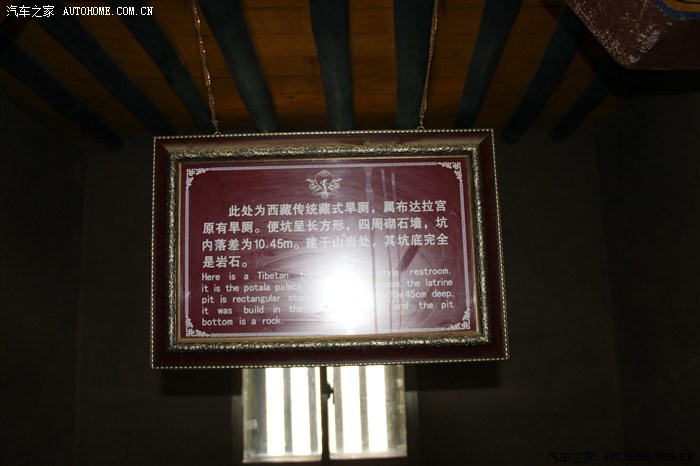 汽车之家 AUTOHOME.COM.CN
此处为西藏传统藏式旱厕，属布达拉宫
原有旱厕。便坑呈长方形，四周砌石墙，坑
内落差为10.45m。建于山岩处，其坑底完全
是岩石。
Here is a Tibetan style restroom.
it is the potala palace the latrine
pit is rectangular 45cm deep.
it was build in the and the pit
bottom is a rock.
汽车之家 AUTOHOME.COM.CN